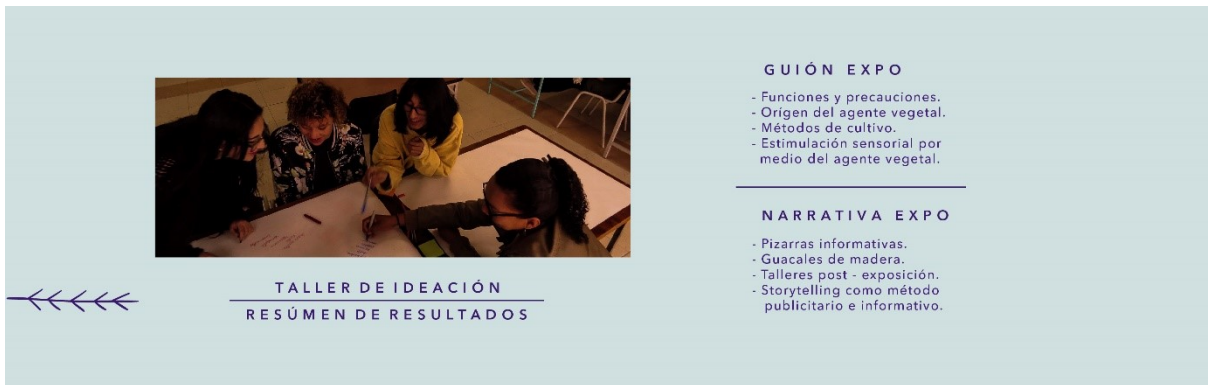 TALLER DE IDEACIÓN
RESÚMEN DE RESULTADOS
GUIÓN EXPO
- Funciones y precauciones.
- Orígen del agente vegetal.
- Métodos de cultivo.
- Estimulación sensorial por
medio del agente vegetal.
NARRATIVA EXPO
- Pizarras informativas.
- Guacales de madera.
- Talleres post - exposición.
- Storytelling como método
publicitario e informativo.